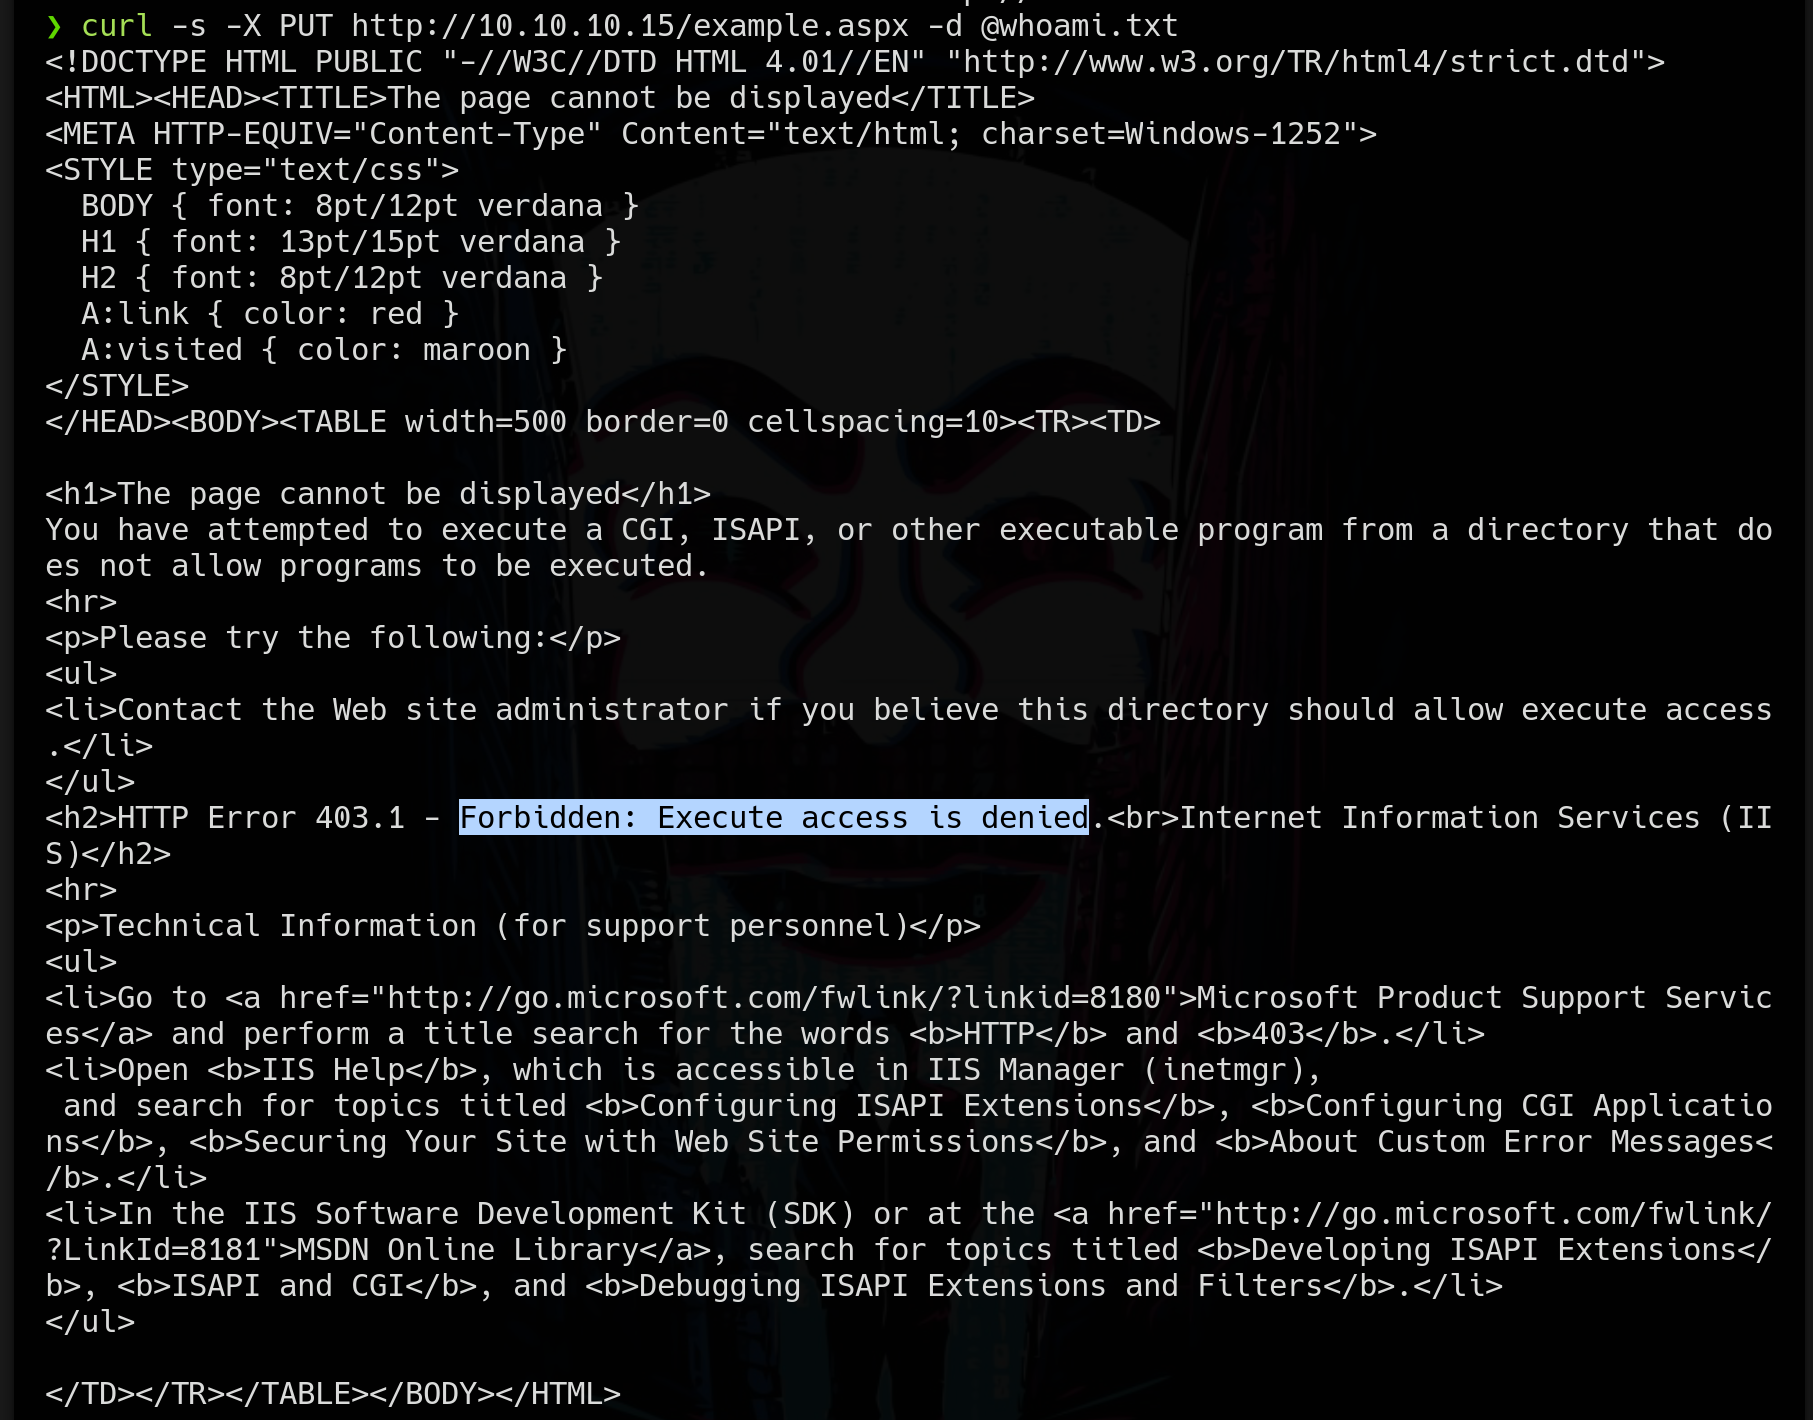 ❯ curl -s -X PUT http://10.10.10.15/example.aspx -d @whoami.txt
<!DOCTYPE HTML PUBLIC "-//W3C//DTD HTML 4.01//EN" "http://www.w3.org/TR/html4/strict.dtd">
<HTML><HEAD><TITLE>The page cannot be displayed</TITLE>
<META HTTP-EQUIV="Content-Type" Content="text/html; charset=Windows-1252">
<STYLE type="text/css">
  BODY { font: 8pt/12pt verdana }
  H1 { font: 13pt/15pt verdana }
  H2 { font: 8pt/12pt verdana }
  A:link { color: red }
  A:visited { color: maroon }
</STYLE>
</HEAD><BODY><TABLE width=500 border=0 cellspacing=10><TR><TD>

<h1>The page cannot be displayed</h1>
You have attempted to execute a CGI, ISAPI, or other executable program from a directory that do
es not allow programs to be executed.
<hr>
<p>Please try the following:</p>
<ul>
<li>Contact the Web site administrator if you believe this directory should allow execute access
.</li>
</ul>
<h2>HTTP Error 403.1 - Forbidden: Execute access is denied.<br>Internet Information Services (II
S)</h2>
<hr>
<p>Technical Information (for support personnel)</p>
<ul>
<li>Go to <a href="http://go.microsoft.com/fwlink/?linkid=8180">Microsoft Product Support Servic
es</a> and perform a title search for the words <b>HTTP</b> and <b>403</b>.</li>
<li>Open <b>IIS Help</b>, which is accessible in IIS Manager (inetmgr),
 and search for topics titled <b>Configuring ISAPI Extensions</b>, <b>Configuring CGI Applicatio
ns</b>, <b>Securing Your Site with Web Site Permissions</b>, and <b>About Custom Error Messages<
/b>.</li>
<li>In the IIS Software Development Kit (SDK) or at the <a href="http://go.microsoft.com/fwlink/
?LinkId=8181">MSDN Online Library</a>, search for topics titled <b>Developing ISAPI Extensions</
b>, <b>ISAPI and CGI</b>, and <b>Debugging ISAPI Extensions and Filters</b>.</li>
</ul>

</TD></TR></TABLE></BODY></HTML>